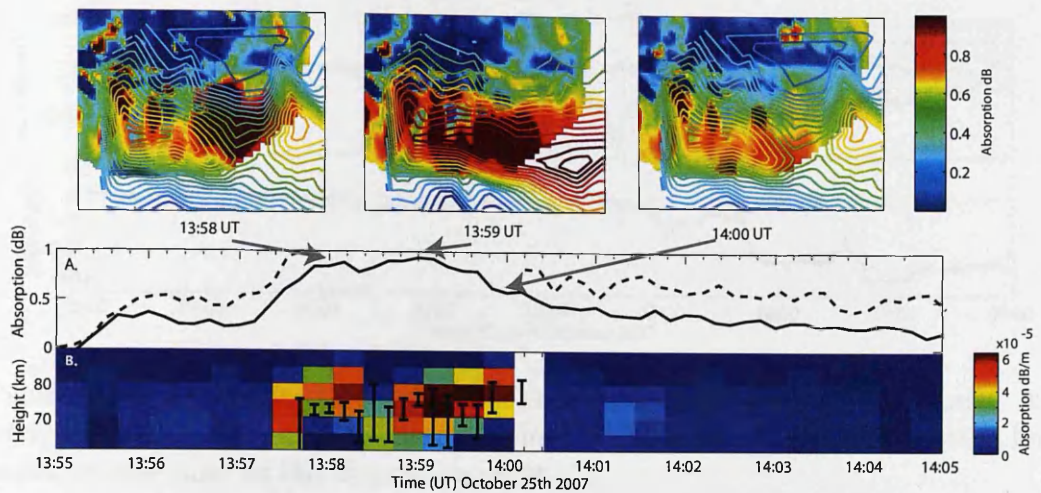 0.8
0.6
0.4
0.2
Absorption dB
13:58 UT
13:59 UT
14:00 UT
A.
1
0.5
0
Absorption (dB)
B.
80
70
Height (km)
x10 -5
6
4
2
0
Absorption dB/m
13:55
13:56
13:57
13:58
13:59
14:00
14:01
14:02
14:03
14:04
14:05
Time (UT) October 25th 2007